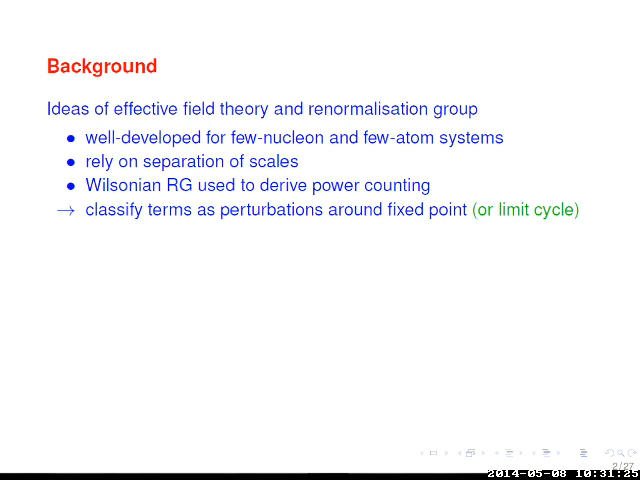 Background
Ideas of effective field theory and renormalisation group
• well-developed for few-nucleon and few-atom systems
• rely on separation of scales
• Wilsonian RG used to derive power counting
→ classify terms as perturbations around fixed point (or limit cycle)
2/27
2014-05-08 10:31:25